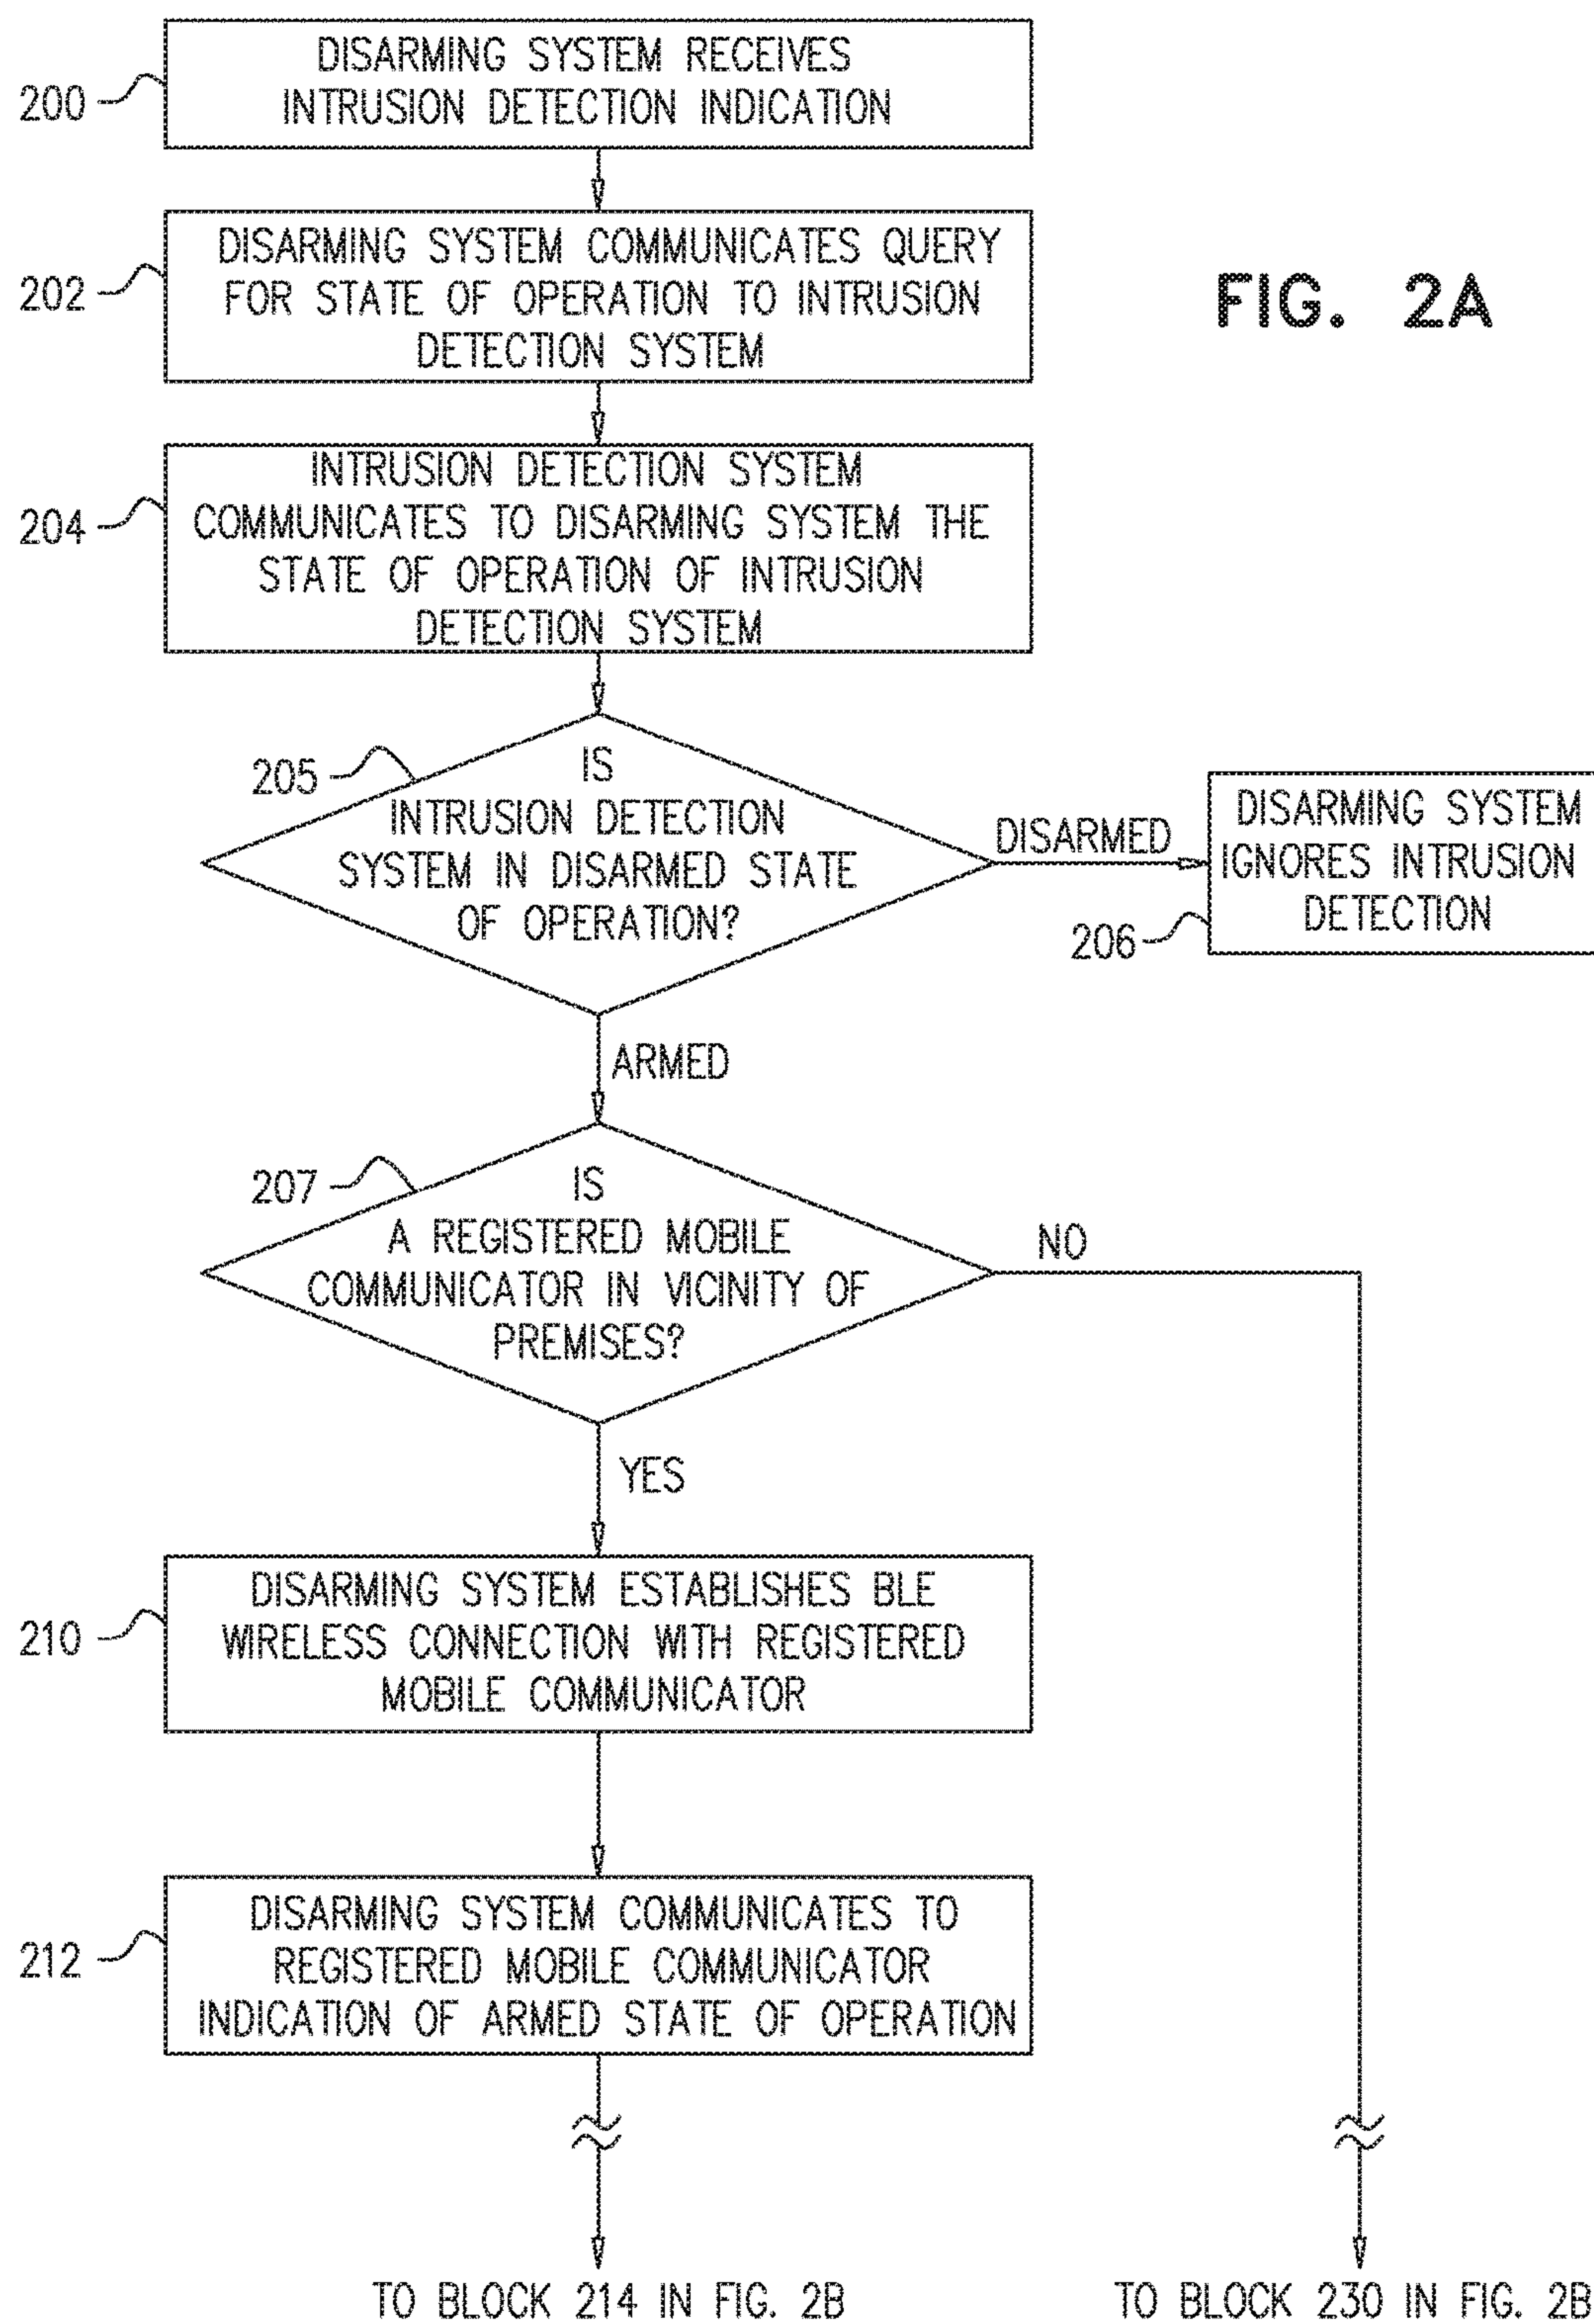 DISARMING SYSTEM RECEIVES
INTRUSION DETECTION INDICATION
200
DISARMING SYSTEM COMMUNICATES QUERY
FOR STATE OF OPERATION TO INTRUSION
DETECTION SYSTEM
202
FIG. 2A
INTRUSION DETECTION SYSTEM
COMMUNICATES TO DISARMING SYSTEM THE
STATE OF OPERATION OF INTRUSION
DETECTION SYSTEM
204
205
IS
INTRUSION DETECTION
SYSTEM IN DISARMED STATE
OF OPERATION?
DISARMED
DISARMING SYSTEM
IGNORES INTRUSION
DETECTION
206
ARMED
207
IS
A REGISTERED MOBILE
COMMUNICATOR IN VICINITY OF
PREMISES?
NO
YES
DISARMING SYSTEM ESTABLISHES BLE
WIRELESS CONNECTION WITH REGISTERED
MOBILE COMMUNICATOR
210
DISARMING SYSTEM COMMUNICATES TO
REGISTERED MOBILE COMMUNICATOR
INDICATION OF ARMED STATE OF OPERATION
212
TO BLOCK 214 IN FIG. 2B
TO BLOCK 230 IN FIG. 2B